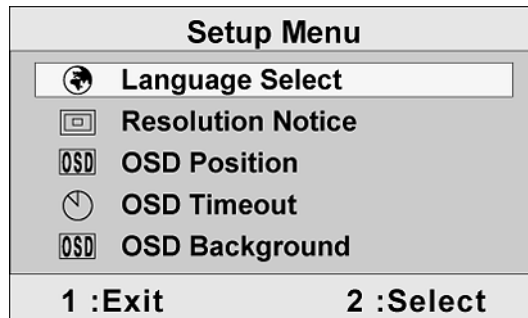 Setup Menu
Language Select
Resolution Notice
OSD OSD Position
OSD Timeout
OSD OSD Background
1 :Exit 2 :Select